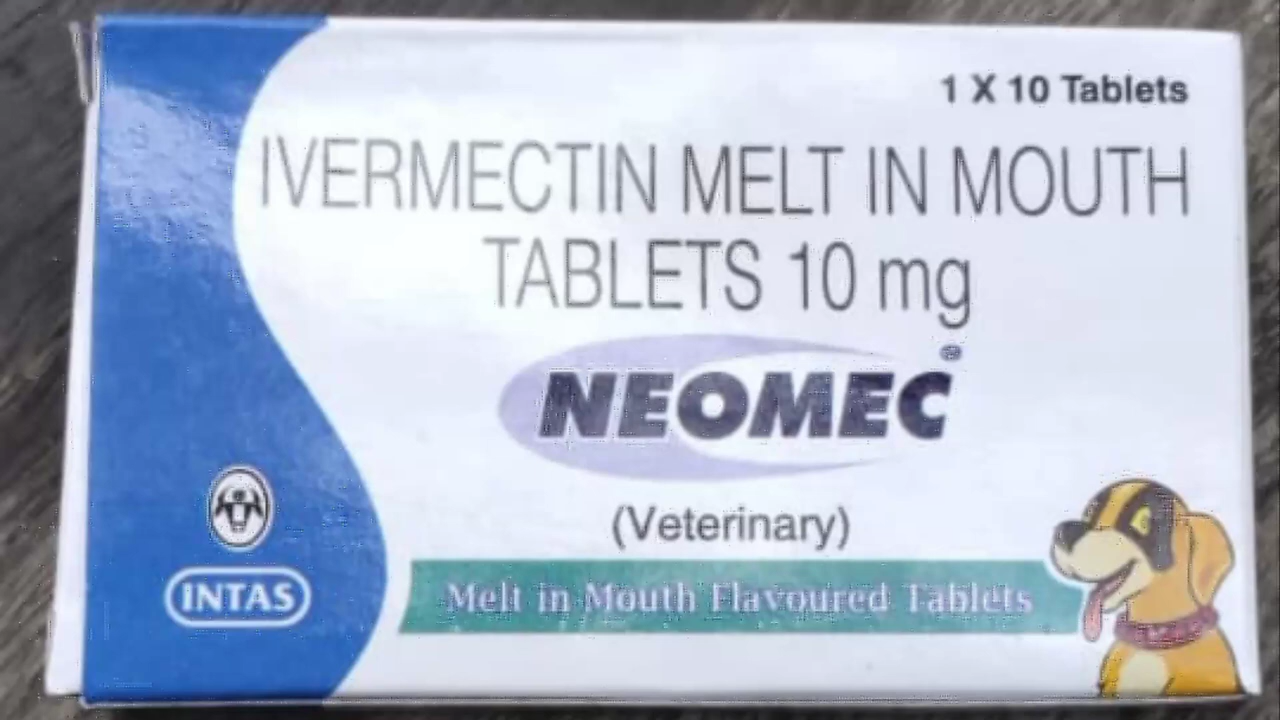 1 X 10 Tablets
IVERMECTIN MELT IN MOUTH
TABLETS 10 mg
NEOMEC®
(Veterinary)
Melt in Mouth Flavoured Tablets
INTAS